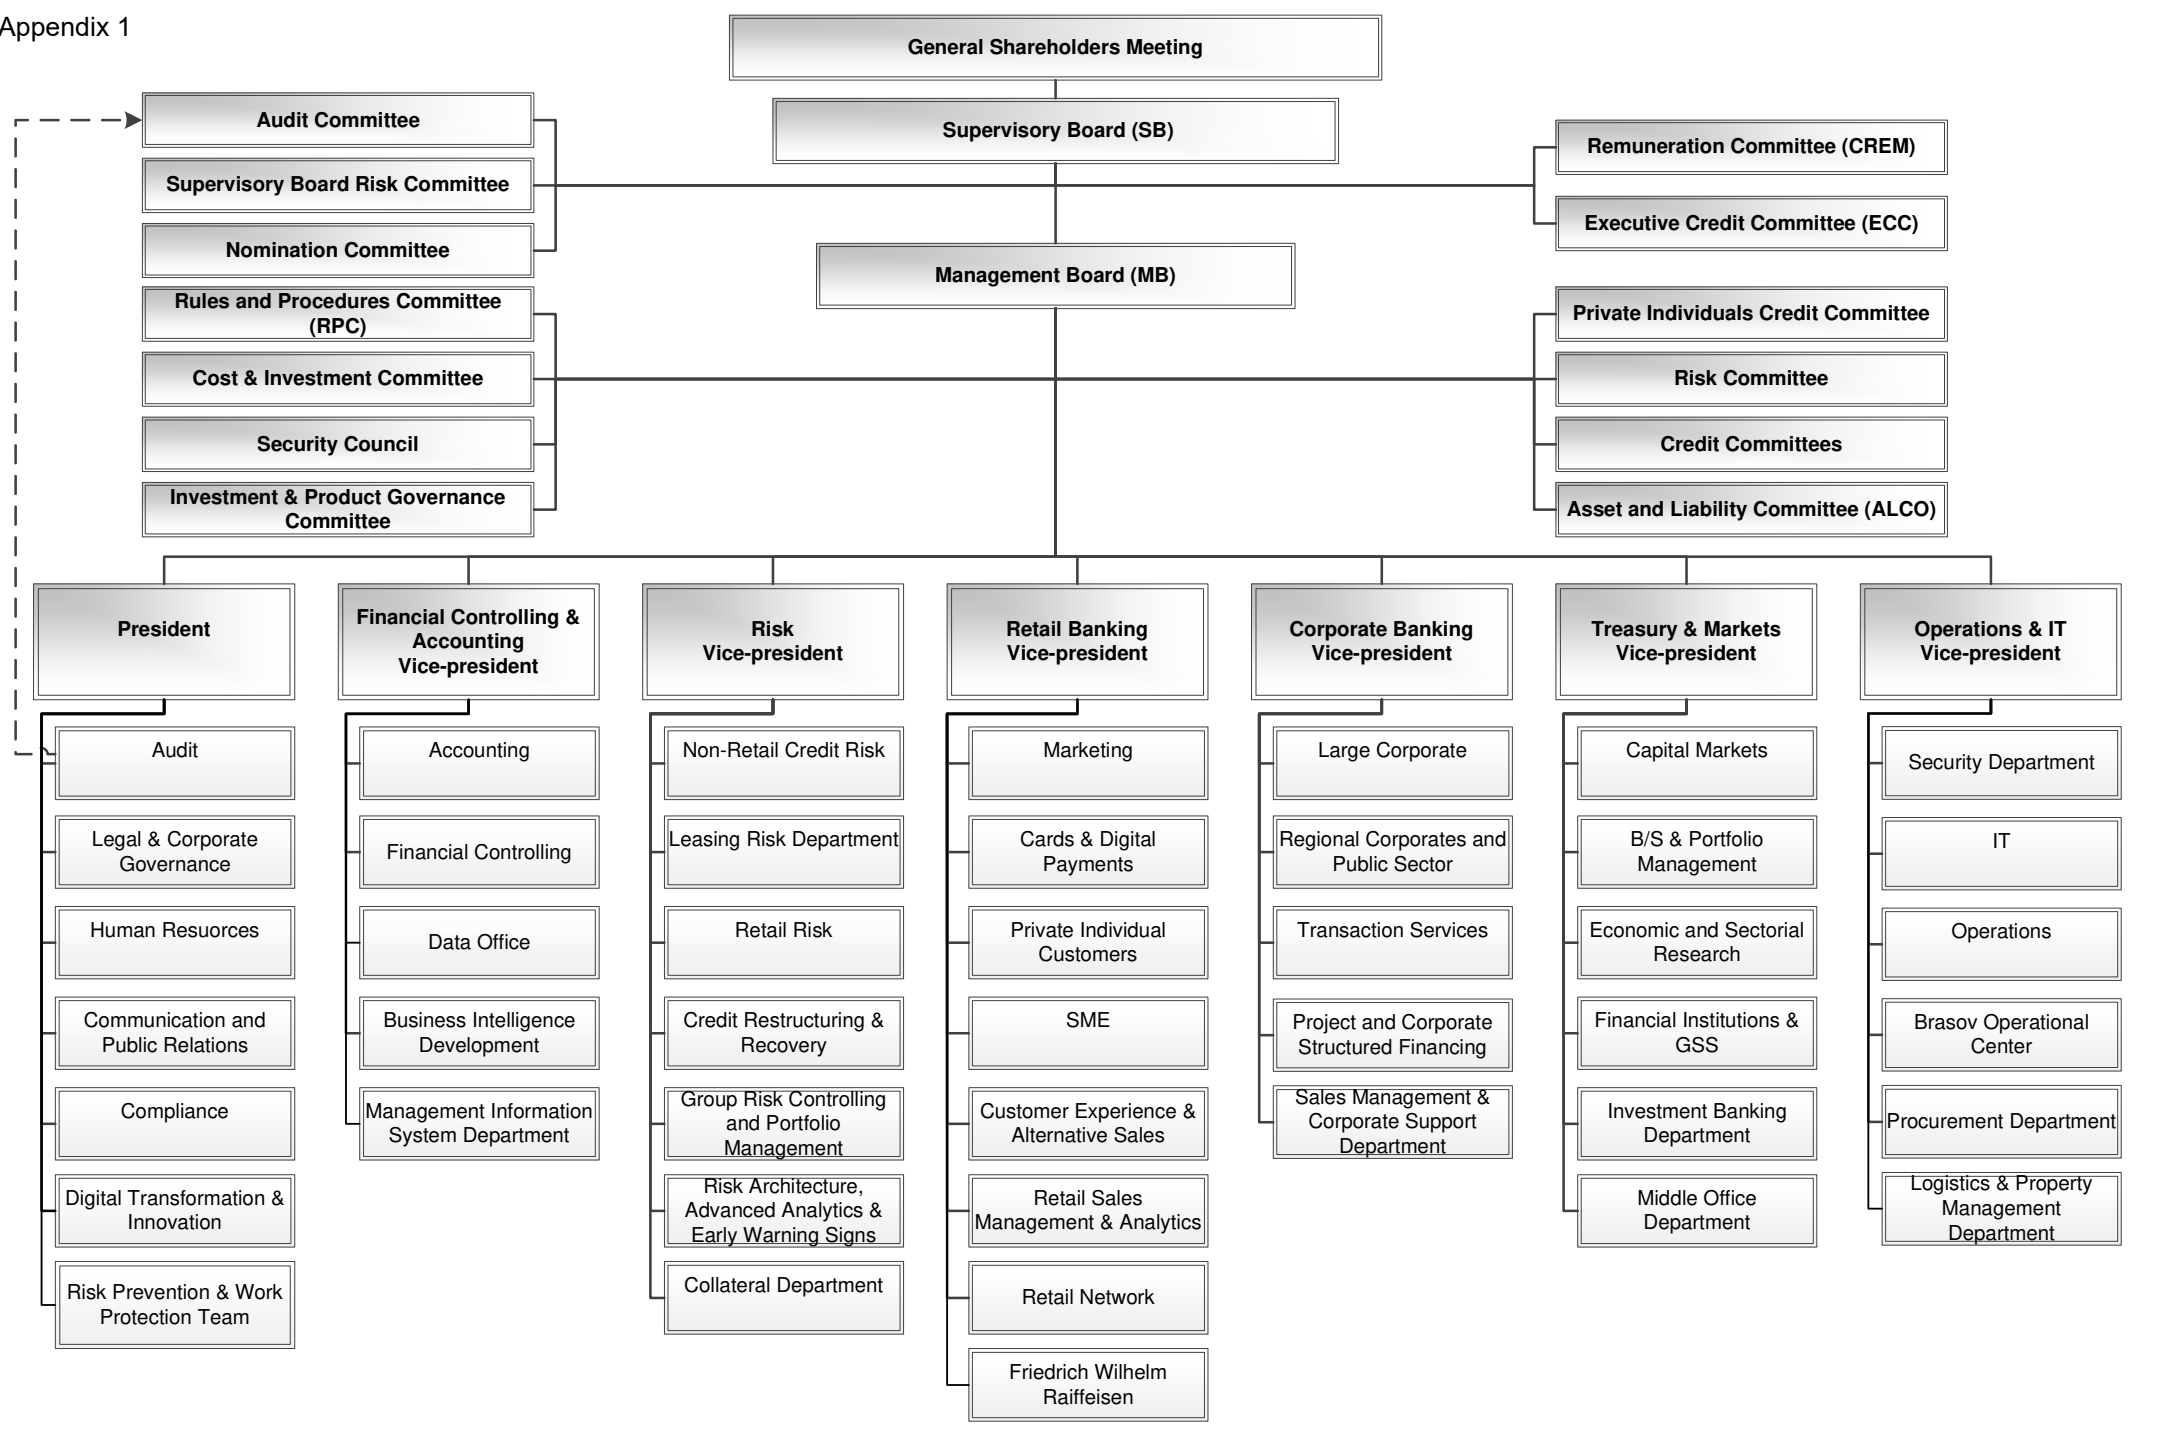 Appendix 1
General Shareholders Meeting
Supervisory Board (SB)
Audit Committee
Supervisory Board Risk Committee
Nomination Committee
Remuneration Committee (CREM)
Executive Credit Committee (ECC)
Management Board (MB)
Rules and Procedures Committee
(RPC)
Cost & Investment Committee
Security Council
Investment & Product Governance
Committee
Private Individuals Credit Committee
Risk Committee
Credit Committees
Asset and Liability Committee (ALCO)
President
Audit
Legal & Corporate
Governance
Human Resuorces
Communication and
Public Relations
Compliance
Digital Transformation &
Innovation
Risk Prevention & Work
Protection Team
Financial Controlling &
Accounting
Vice-president
Accounting
Financial Controlling
Data Office
Business Intelligence
Development
Management Information
System Department
Risk
Vice-president
Non-Retail Credit Risk
Leasing Risk Department
Retail Risk
Credit Restructuring &
Recovery
Group Risk Controlling
and Portfolio
Management
Risk Architecture,
Advanced Analytics &
Early Warning Signs
Collateral Department
Retail Banking
Vice-president
Marketing
Cards & Digital
Payments
Private Individual
Customers
SME
Customer Experience &
Alternative Sales
Retail Sales
Management & Analytics
Retail Network
Friedrich Wilhelm
Raiffeisen
Corporate Banking
Vice-president
Large Corporate
Regional Corporates and
Public Sector
Transaction Services
Project and Corporate
Structured Financing
Sales Management &
Corporate Support
Department
Treasury & Markets
Vice-president
Capital Markets
B/S & Portfolio
Management
Economic and Sectorial
Research
Financial Institutions &
GSS
Investment Banking
Department
Middle Office
Department
Operations & IT
Vice-president
Security Department
IT
Operations
Brasov Operational
Center
Procurement Department
Logistics & Property
Management
Department